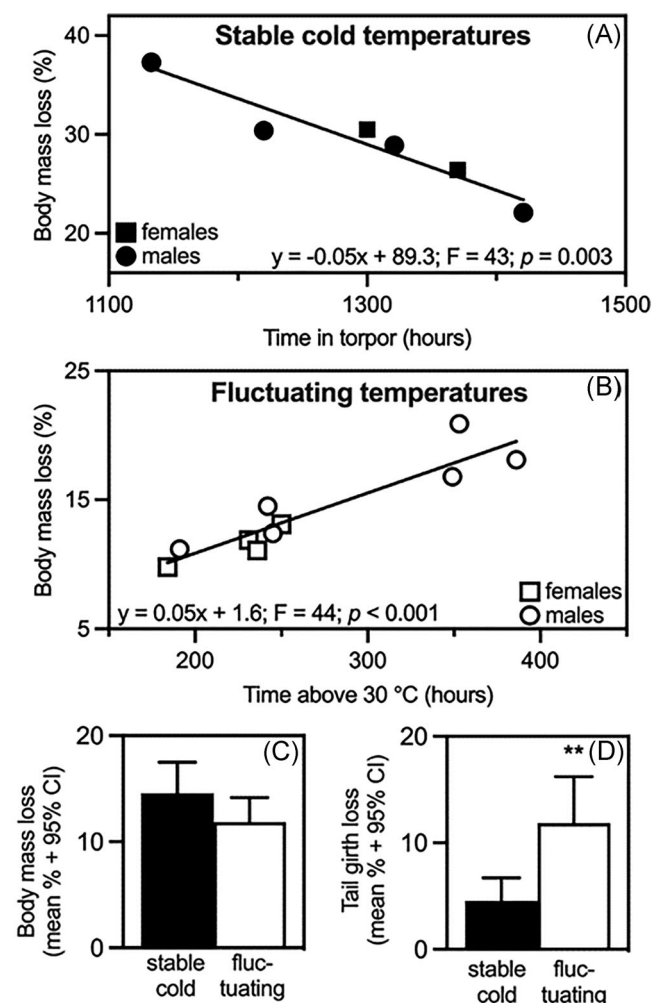 Stable cold temperatures (A)
40
30
20
Body mass loss (%)
females
males
y = -0.05x + 89.3; F = 43; p = 0.003
1100 1300 1500
Time in torpor (hours)
Fluctuating temperatures (B)
25
15
5
Body mass loss (%)
females
males
y = 0.05x + 1.6; F = 44; p < 0.001
200 300 400
Time above 30 °C (hours)
(C)
20
10
0
Body mass loss
(mean % + 95% CI)
stable
cold
fluc-
tuating
** (D)
20
10
0
Tail girth loss
(mean % + 95% CI)
stable
cold
fluc-
tuating